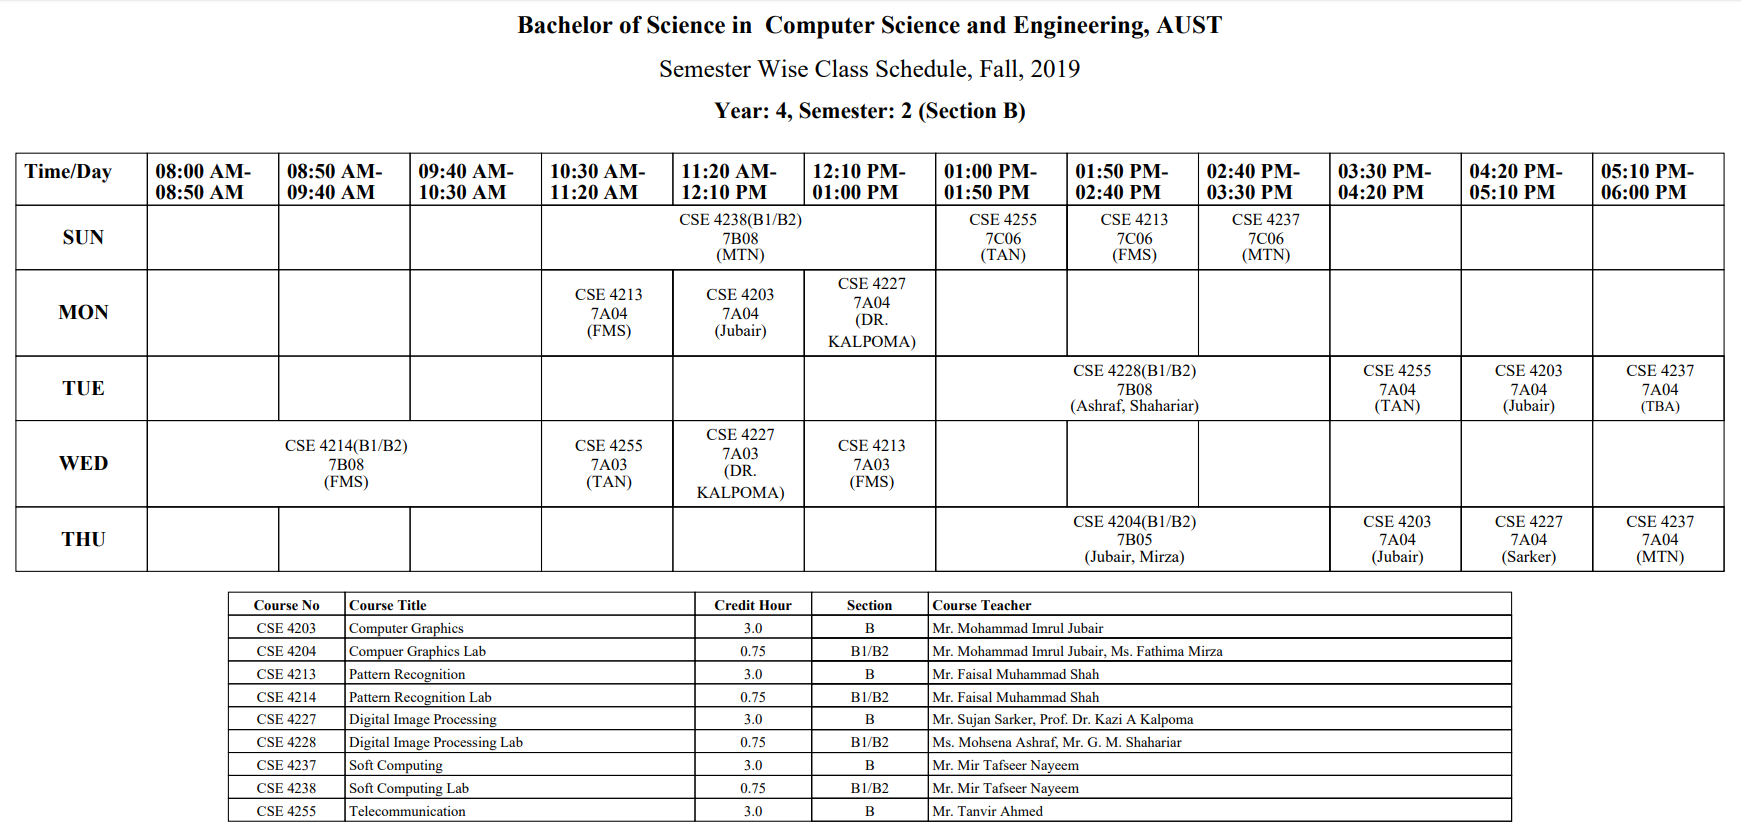 Bachelor of Science in  Computer Science and Engineering, AUST
Semester Wise Class Schedule, Fall, 2019
Year: 4, Semester: 2 (Section B)
Time/Day 08:00 AM- 08:50 AM- 09:40 AM- 10:30 AM- 11:20 AM- 12:10 PM- 01:00 PM- 01:50 PM- 02:40 PM- 03:30 PM- 04:20 PM- 05:10 PM-
08:50 AM 09:40 AM 10:30 AM 11:20 AM 12:10 PM 01:00 PM 01:50 PM 02:40 PM 03:30 PM 04:20 PM 05:10 PM 06:00 PM
CSE 4238(B1/B2) CSE 4255 CSE 4213 CSE 4237
SUN 7B08 7C06 7C06 7C06
(MTN) (TAN) (FMS) (MTN)
CSE 4227
CSE 4213 CSE 4203 7A04
MON 7A04 7A04 (DR.
(FMS) (Jubair) KALPOMA)
CSE 4228(B1/B2) CSE 4255 CSE 4203 CSE 4237
TUE 7B08 7A04 7A04 7A04
(Ashraf, Shahariar) (TAN) (Jubair) (TBA)
CSE 4227
CSE 4214(B1/B2) CSE 4255 7A03 CSE 4213
WED 7B08 7A03 (DR. 7A03
(FMS) (TAN) KALPOMA) (FMS)
CSE 4204(B1/B2) CSE 4203 CSE 4227 CSE 4237
THU 7B05 7A04 7A04 7A04
(Jubair, Mirza) (Jubair) (Sarker) (MTN)
Course No Course Title Credit Hour Section Course Teacher
CSE 4203 Computer Graphics 3.0 B Mr. Mohammad Imrul Jubair
CSE 4204 Compuer Graphics Lab 0.75 B1/B2 Mr. Mohammad Imrul Jubair, Ms. Fathima Mirza
CSE 4213 Pattern Recognition 3.0 B Mr. Faisal Muhammad Shah
CSE 4214 Pattern Recognition Lab 0.75 B1/B2 Mr. Faisal Muhammad Shah
CSE 4227 Digital Image Processing 3.0 B Mr. Sujan Sarker, Prof. Dr. Kazi A Kalpoma
CSE 4228 Digital Image Processing Lab 0.75 B1/B2 Ms. Mohsena Ashraf, Mr. G. M. Shahariar
CSE 4237 Soft Computing 3.0 B Mr. Mir Tafseer Nayeem
CSE 4238 Soft Computing Lab 0.75 B1/B2 Mr. Mir Tafseer Nayeem
CSE 4255 Telecommunication 3.0 B Mr. Tanvir Ahmed